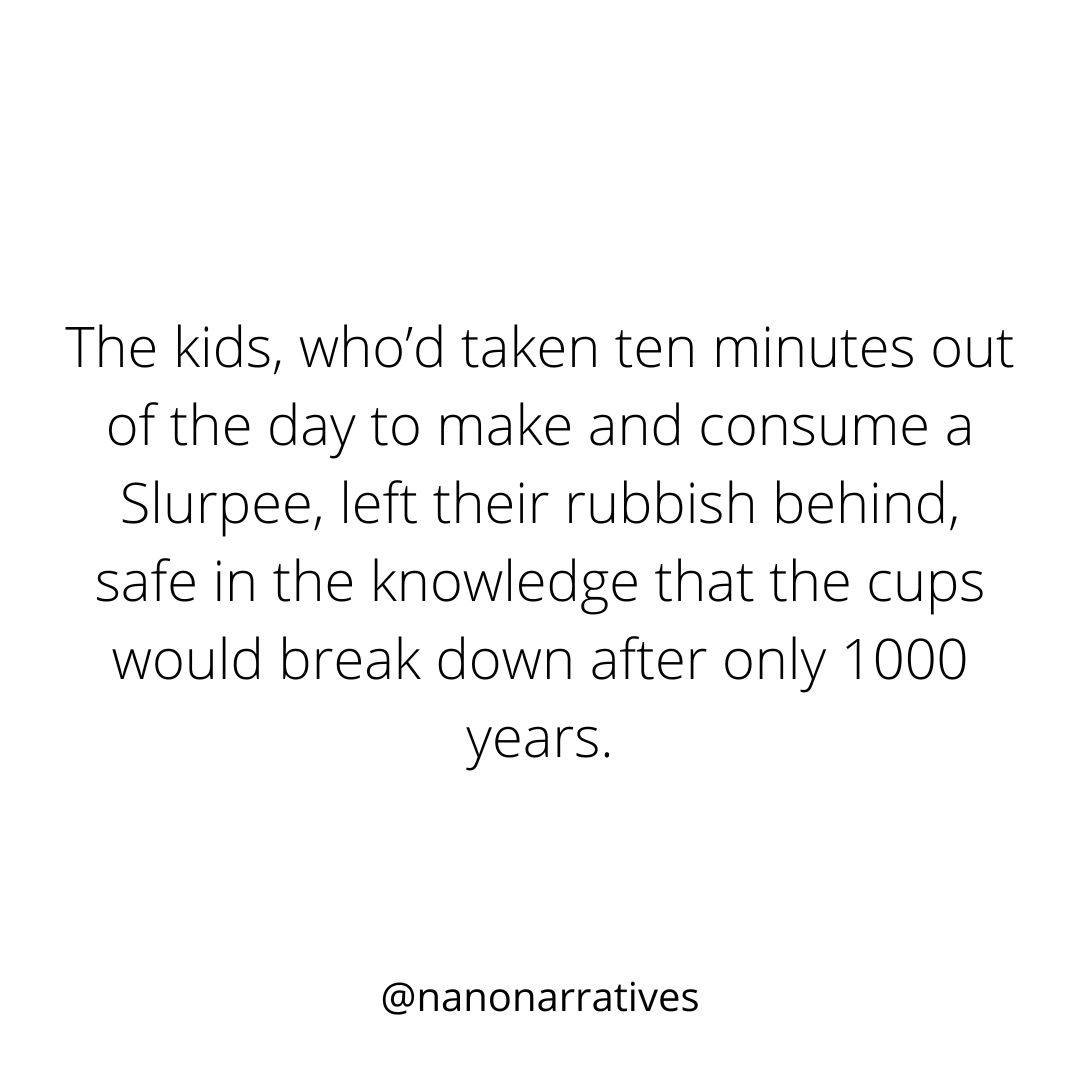 The kids, who’d taken ten minutes out
of the day to make and consume a
Slurpee, left their rubbish behind,
safe in the knowledge that the cups
would break down after only 1000
years.
@nanonarratives